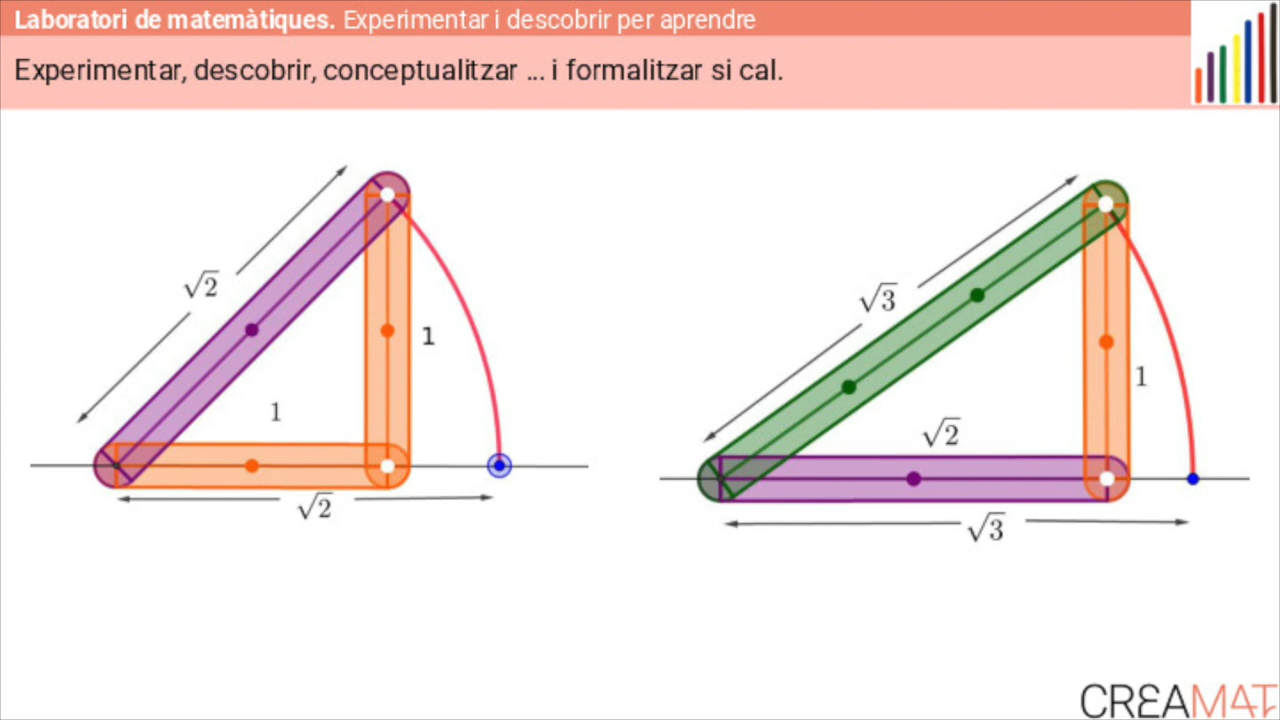 Laboratori de matemàtiques. Experimentar i descobrir per aprendre
Experimentar, descobrir, conceptualitzar ... i formalitzar si cal.
√2
1
1
√2
√3
√2
1
√3
CREAMAT